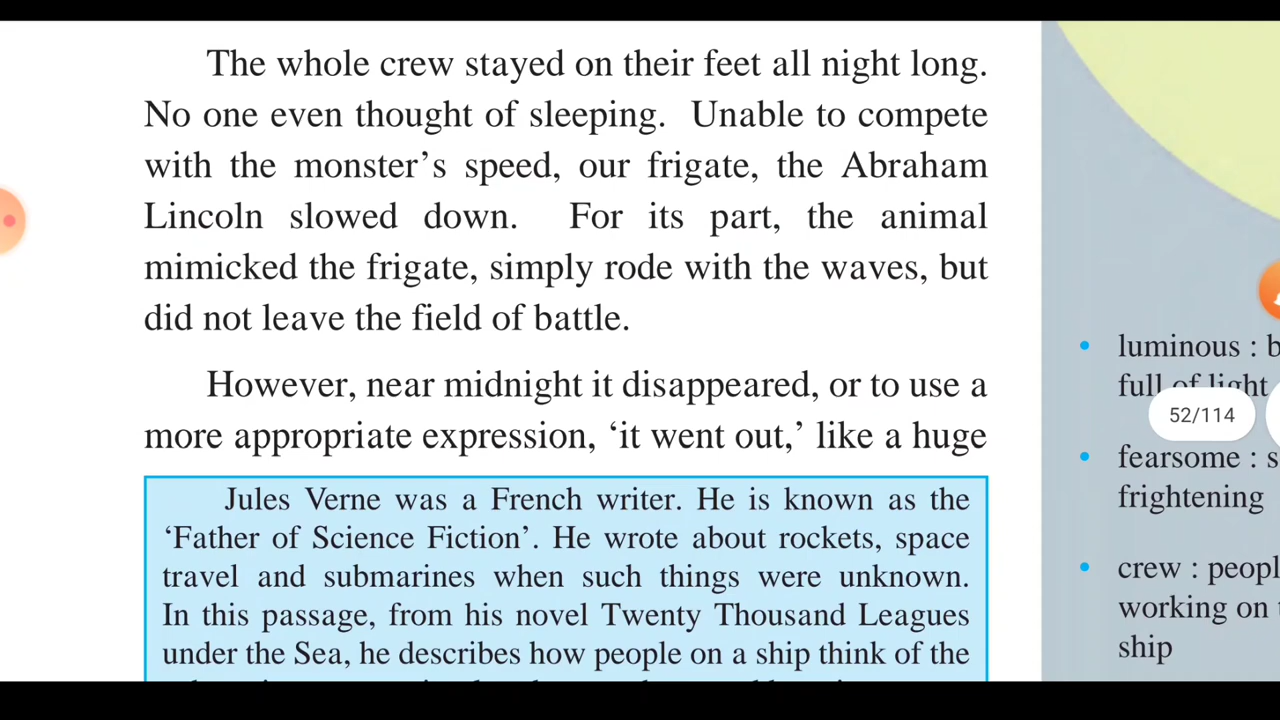 The whole crew stayed on their feet all night long.
No one even thought of sleeping. Unable to compete
with the monster's speed, our frigate, the Abraham
Lincoln slowed down. For its part, the animal
mimicked the frigate, simply rode with the waves, but
did not leave the field of battle.
However, near midnight it disappeared, or to use a
more appropriate expression, ‘it went out,’ like a huge
Jules Verne was a French writer. He is known as the
‘Father of Science Fiction’. He wrote about rockets, space
travel and submarines when such things were unknown.
In this passage, from his novel Twenty Thousand Leagues
under the Sea, he describes how people on a ship think of the
• luminous : b
full of light
52/114
• fearsome : s
frightening
• crew : peopl
working on
ship